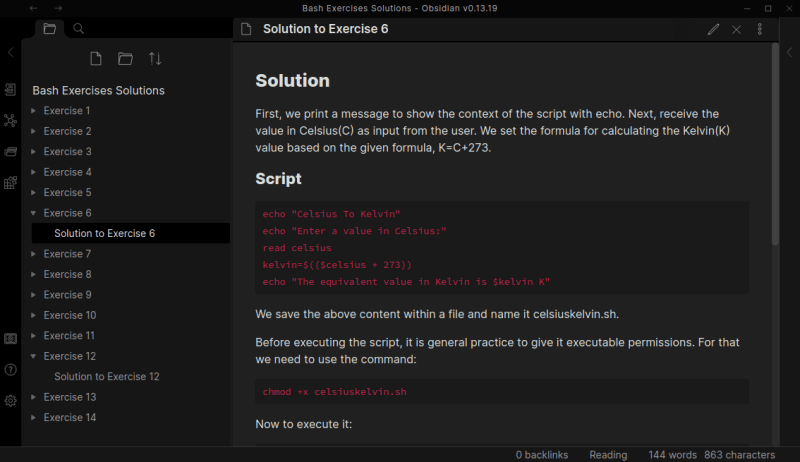 Bash Exercises Solutions - Obsidian v0.13.19
Solution to Exercise 6
Bash Exercises Solutions
Exercise 1
Exercise 2
Exercise 3
Exercise 4
Exercise 5
Exercise 6
Solution to Exercise 6
Exercise 7
Exercise 8
Exercise 9
Exercise 10
Exercise 11
Exercise 12
Solution to Exercise 12
Exercise 13
Exercise 14
Solution
First, we print a message to show the context of the script with echo. Next, receive the
value in Celsius(C) as input from the user. We set the formula for calculating the Kelvin(K)
value based on the given formula, K=C+273.
Script
echo "Celsius To Kelvin"
echo "Enter a value in Celsius:"
read celsius
kelvin=$(($celsius + 273))
echo "The equivalent value in Kelvin is $kelvin K"
We save the above content within a file and name it celsiuskelvin.sh.
Before executing the script, it is general practice to give it executable permissions. For that
we need to use the command:
chmod +x celsiuskelvin.sh
Now to execute it:
0 backlinks Reading 144 words 863 characters